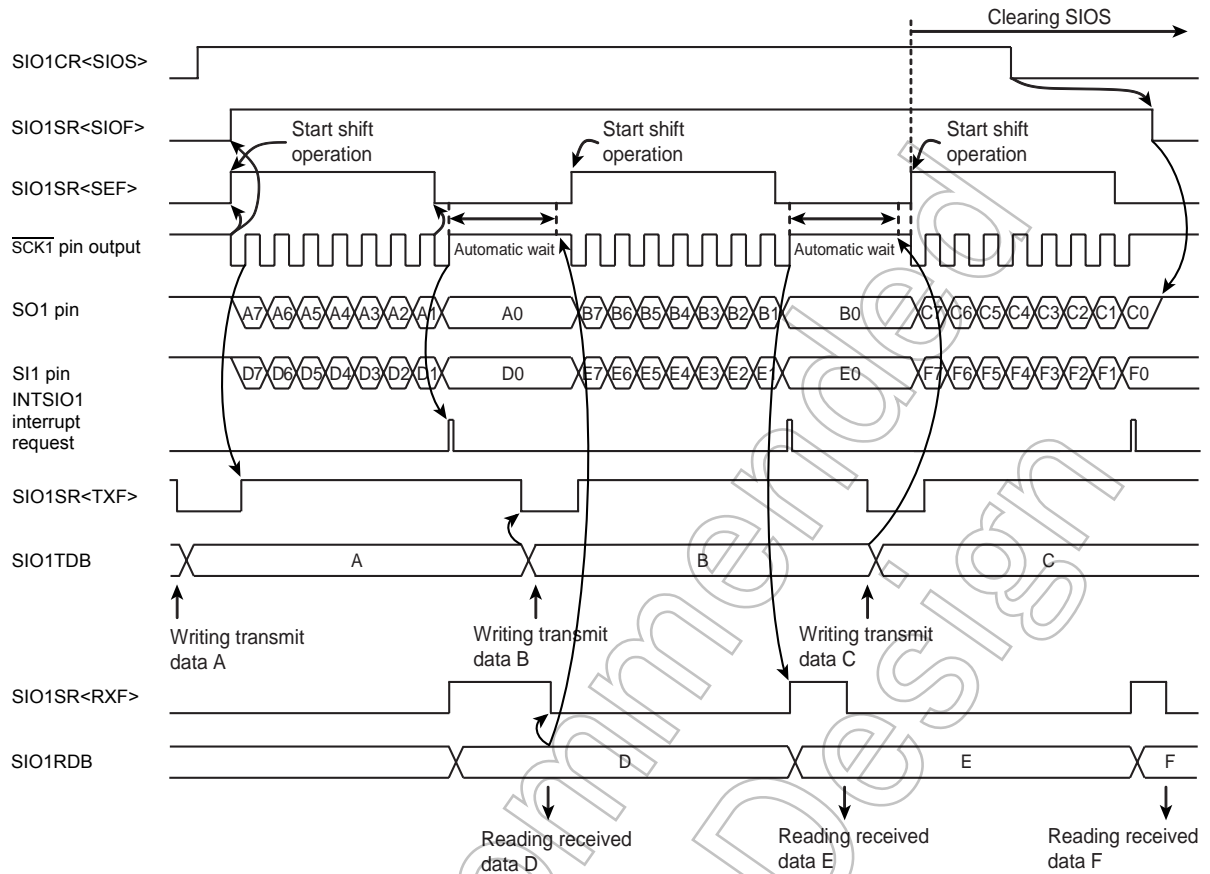 Clearing SIOS
SIO1CR<SIOS>
SIO1SR<SIOF>
Start shift
operation
Start shift
operation
Start shift
operation
SIO1SR<SEF>
SCK1 pin output
Automatic wait
Automatic wait
SO1 pin
A7 A6 A5 A4 A3 A2 A1 A0 B7 B6 B5 B4 B3 B2 B1 B0 C7 C6 C5 C4 C3 C2 C1 C0
SI1 pin
D7 D6 D5 D4 D3 D2 D1 D0 E7 E6 E5 E4 E3 E2 E1 E0 F7 F6 F5 F4 F3 F2 F1 F0
INTSIO1
interrupt
request
SIO1SR<TXF>
SIO1TDB
A B C
Writing transmit
data A
Writing transmit
data B
Writing transmit
data C
SIO1SR<RXF>
SIO1RDB
D E F
Reading received
data D
Reading received
data E
Reading received
data F
ommended
Design